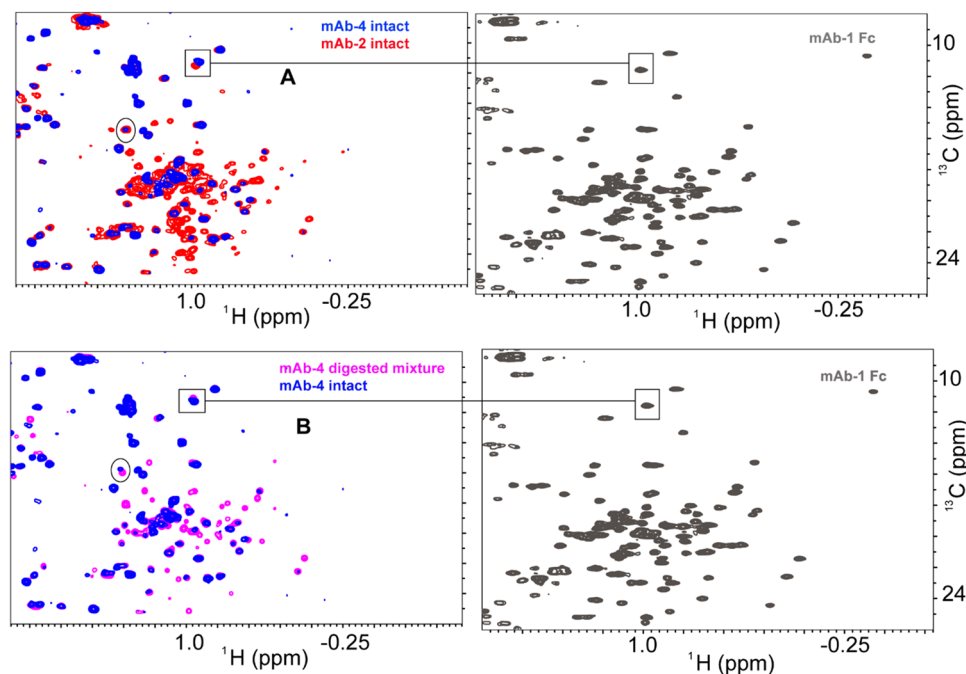 mAb-4 intact
mAb-2 intact
A
mAb-1 Fc
10
¹³C (ppm)
24
1.0
-0.25
¹H (ppm)
1.0
-0.25
¹H (ppm)
mAb-4 digested mixture
mAb-4 intact
B
mAb-1 Fc
10
¹³C (ppm)
24
1.0
-0.25
¹H (ppm)
1.0
-0.25
¹H (ppm)